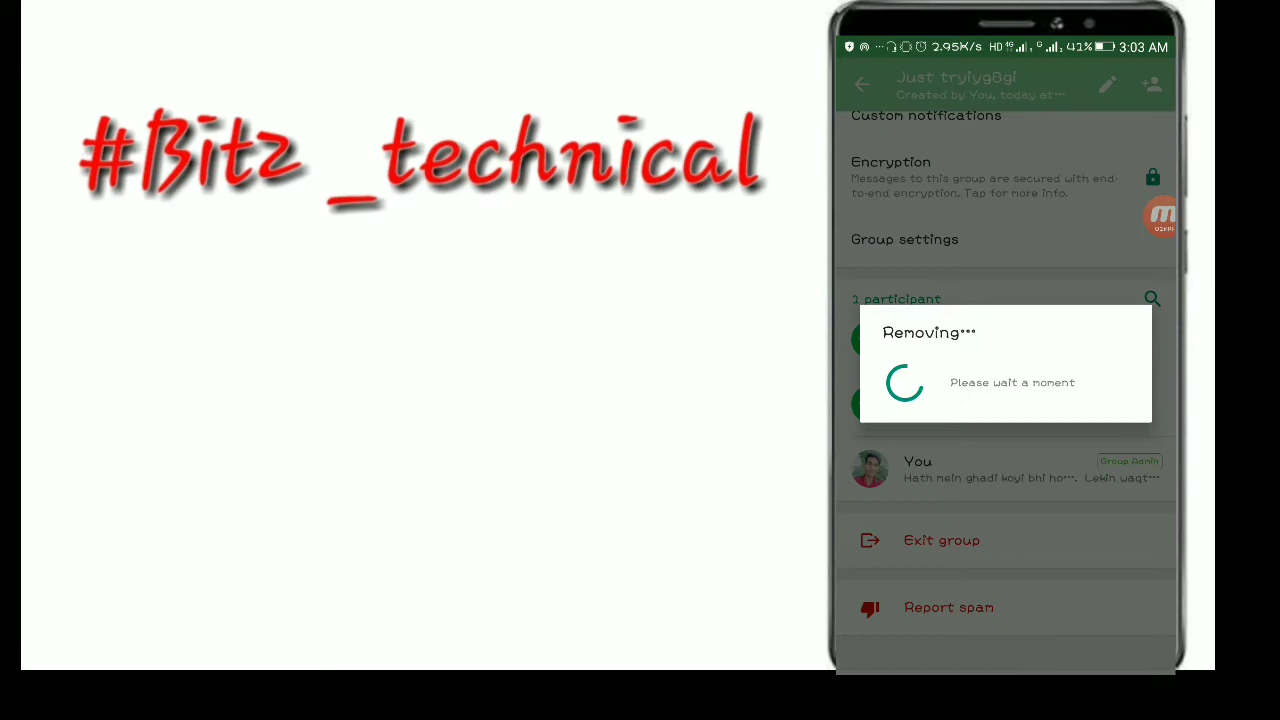 #Bitz _technical
2.95K/s HD 4G 41% 3:03 AM
Just tryiyg8gi
Created by You, today at...
Custom notifications
Encryption
Messages to this group are secured with end-
to-end encryption. Tap for more info.
Group settings
participant
Removing...
Please wait a moment
You
Group Admin
Hath mein ghadi koyi bhi ho.... Lekin waqt...
Exit group
Report spam